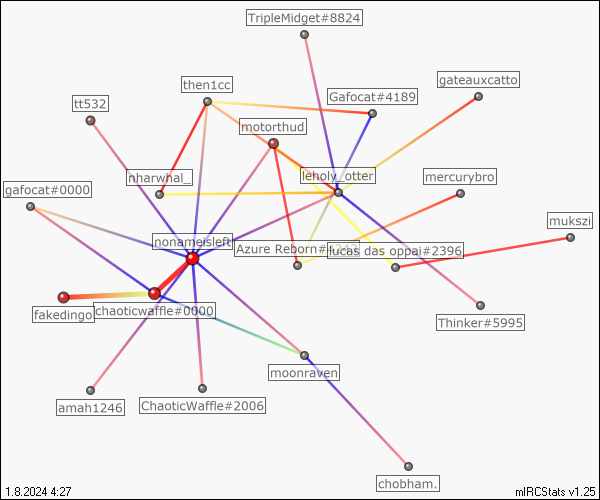 TripleMidget#8824
then1cc
gateauxcatto
Gafocat#4189
tt532
motorthud
nharwhal_
leholy_otter
mercurybro
gafocat#0000
mukszi
nonameisleft
Azure Reborn#
lucas das oppai#2396
fakedingo
chaoticwaffle#0000
Thinker#5995
moonraven
amah1246
ChaoticWaffle#2006
chobham.
1.8.2024 4:27
mIRCStats v1.25